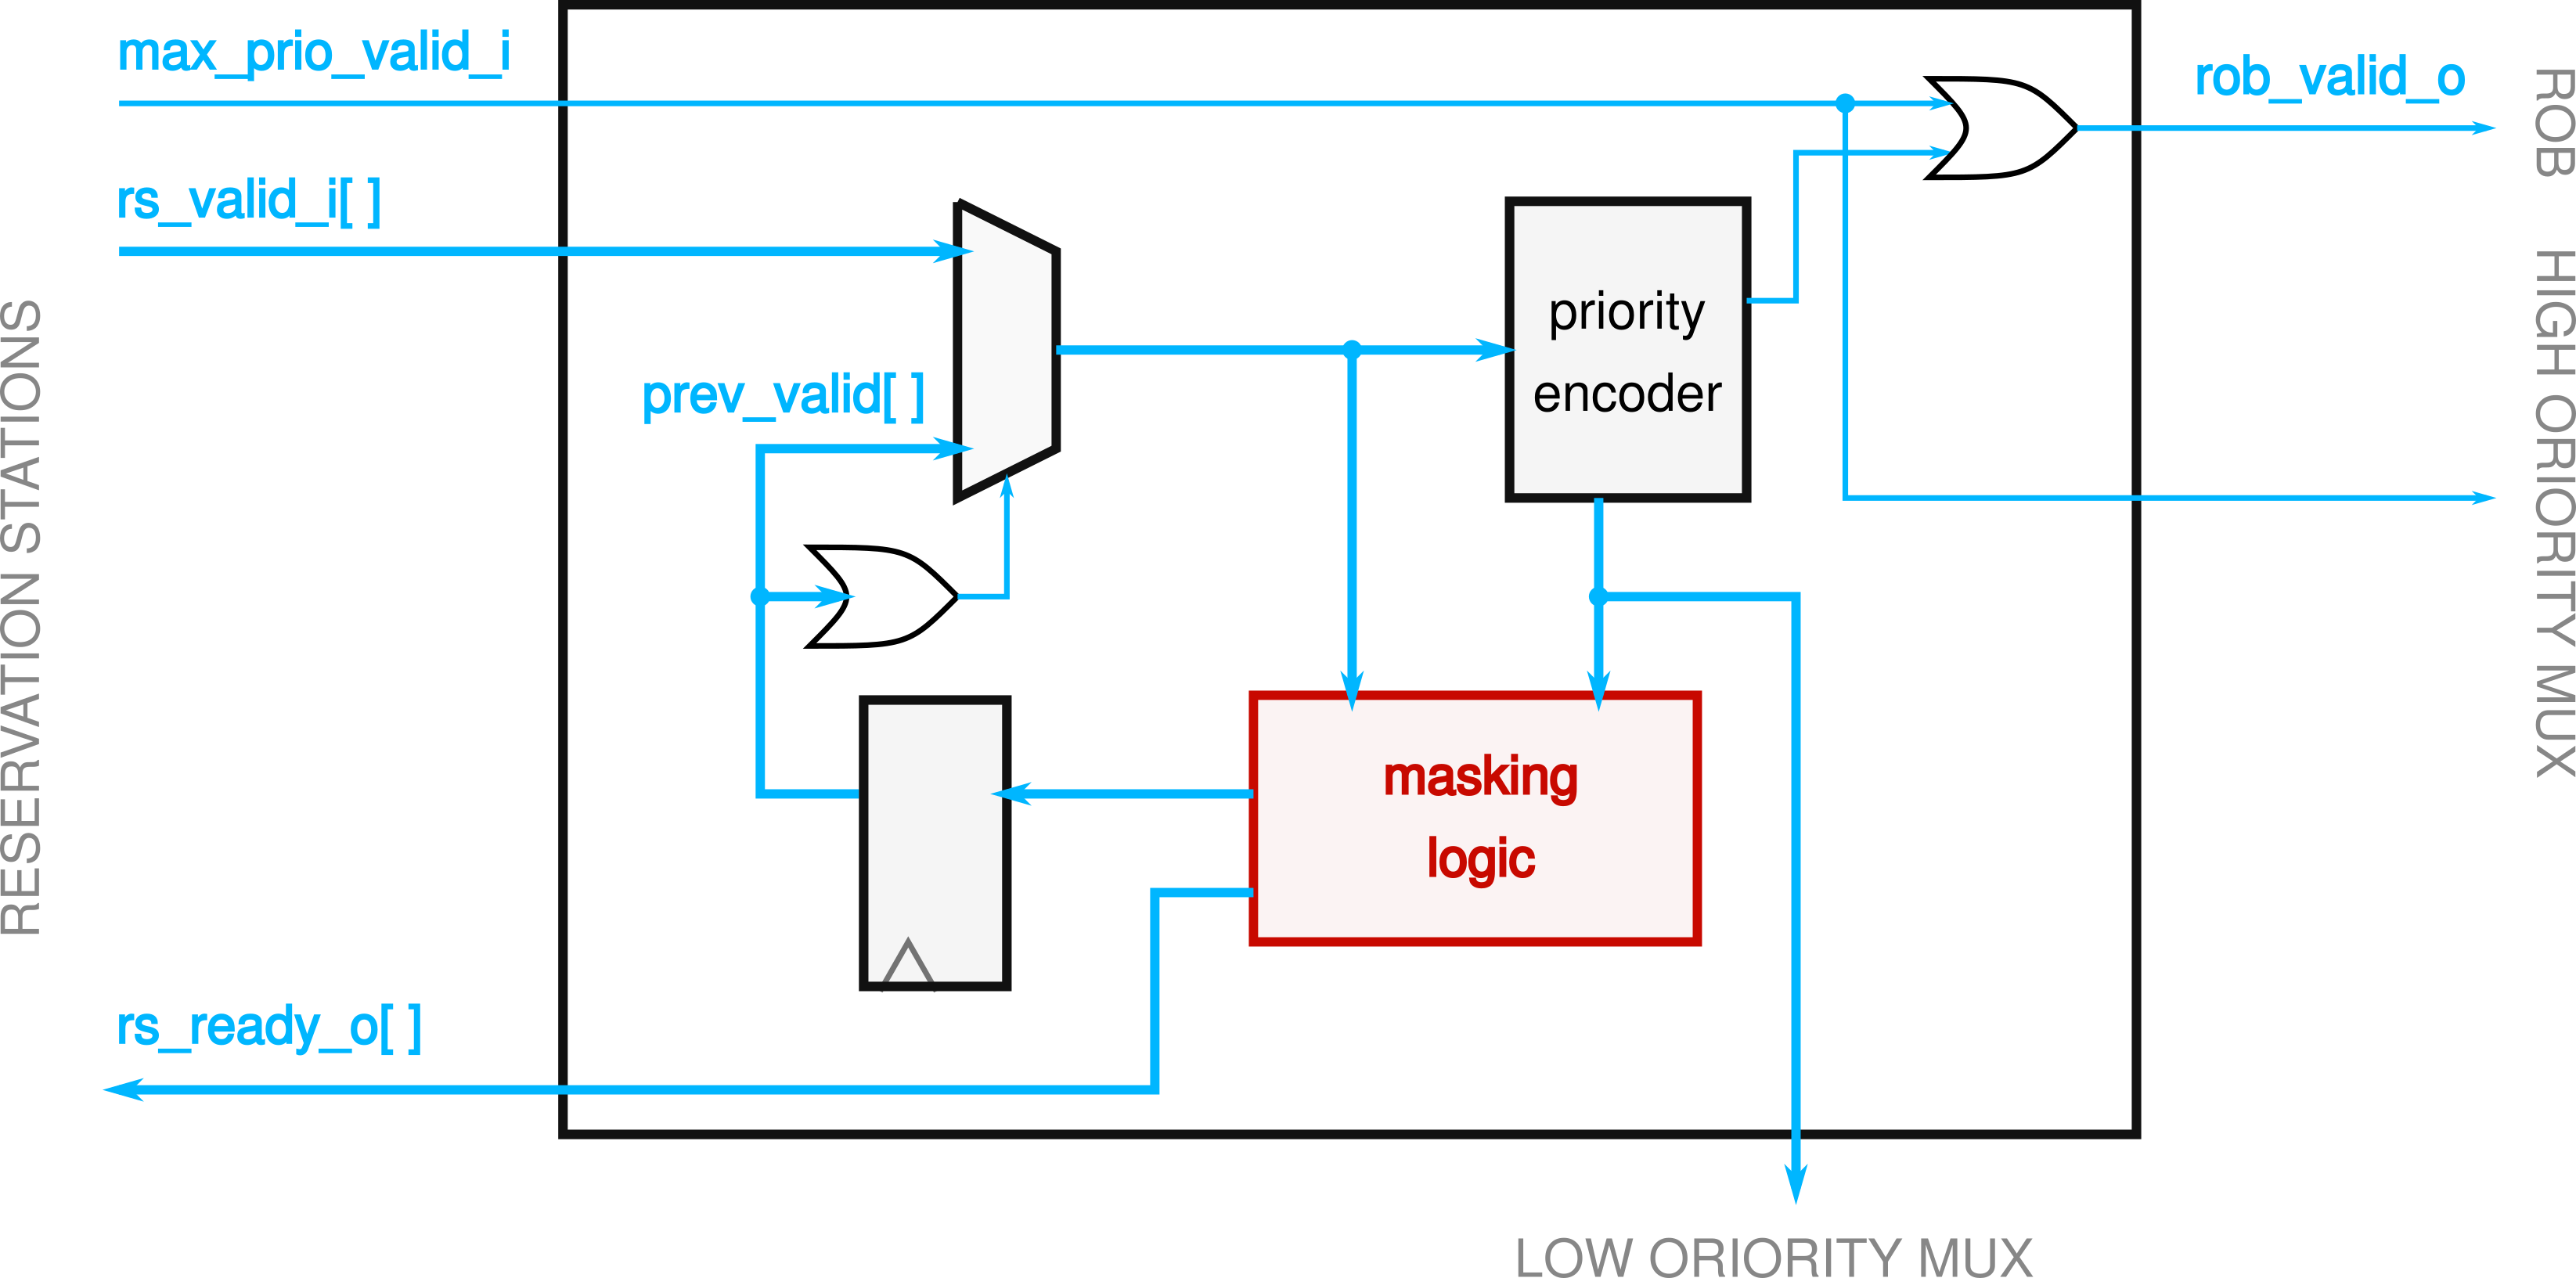 max_prio_valid_i
rob_valid_o
ROB
rs_valid_i[ ]
HIGH ORIORITY MUX
RESERVATION STATIONS
priority
encoder
prev_valid[ ]
masking
logic
rs_ready_o[ ]
LOW ORIORITY MUX